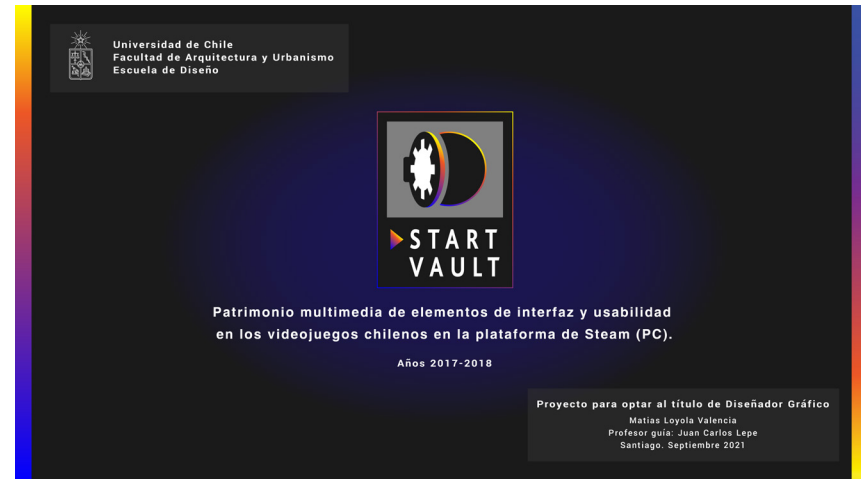 Universidad de Chile
Facultad de Arquitectura y Urbanismo
Escuela de Diseño
START
VAULT
Patrimonio multimedia de elementos de interfaz y usabilidad
en los videojuegos chilenos en la plataforma de Steam (PC).
Años 2017-2018
Proyecto para optar al título de Diseñador Gráfico
Matias Loyola Valencia
Profesor guía: Juan Carlos Lepe
Santiago. Septiembre 2021